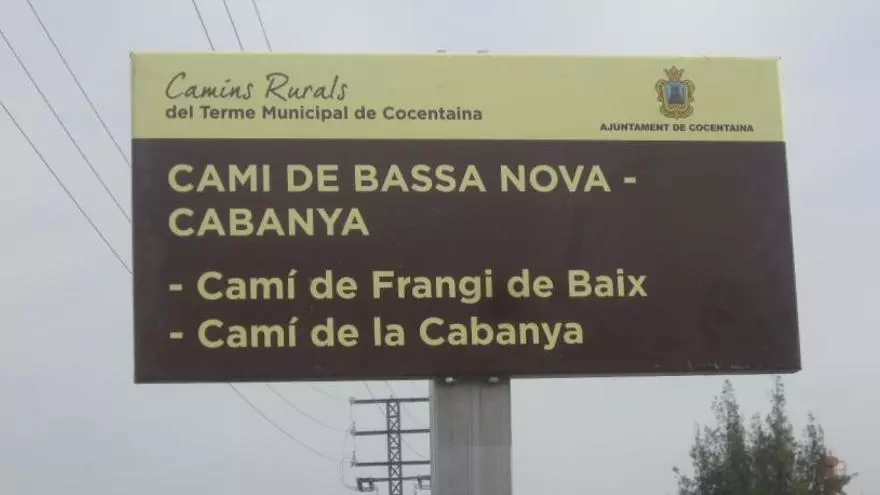 Camins Rurals
del Terme Municipal de Cocentaina
AJUNTAMENT DE COCENTAINA
CAMI DE BASSA NOVA -
CABANYA
- Camí de Frangi de Baix
- Camí de la Cabanya